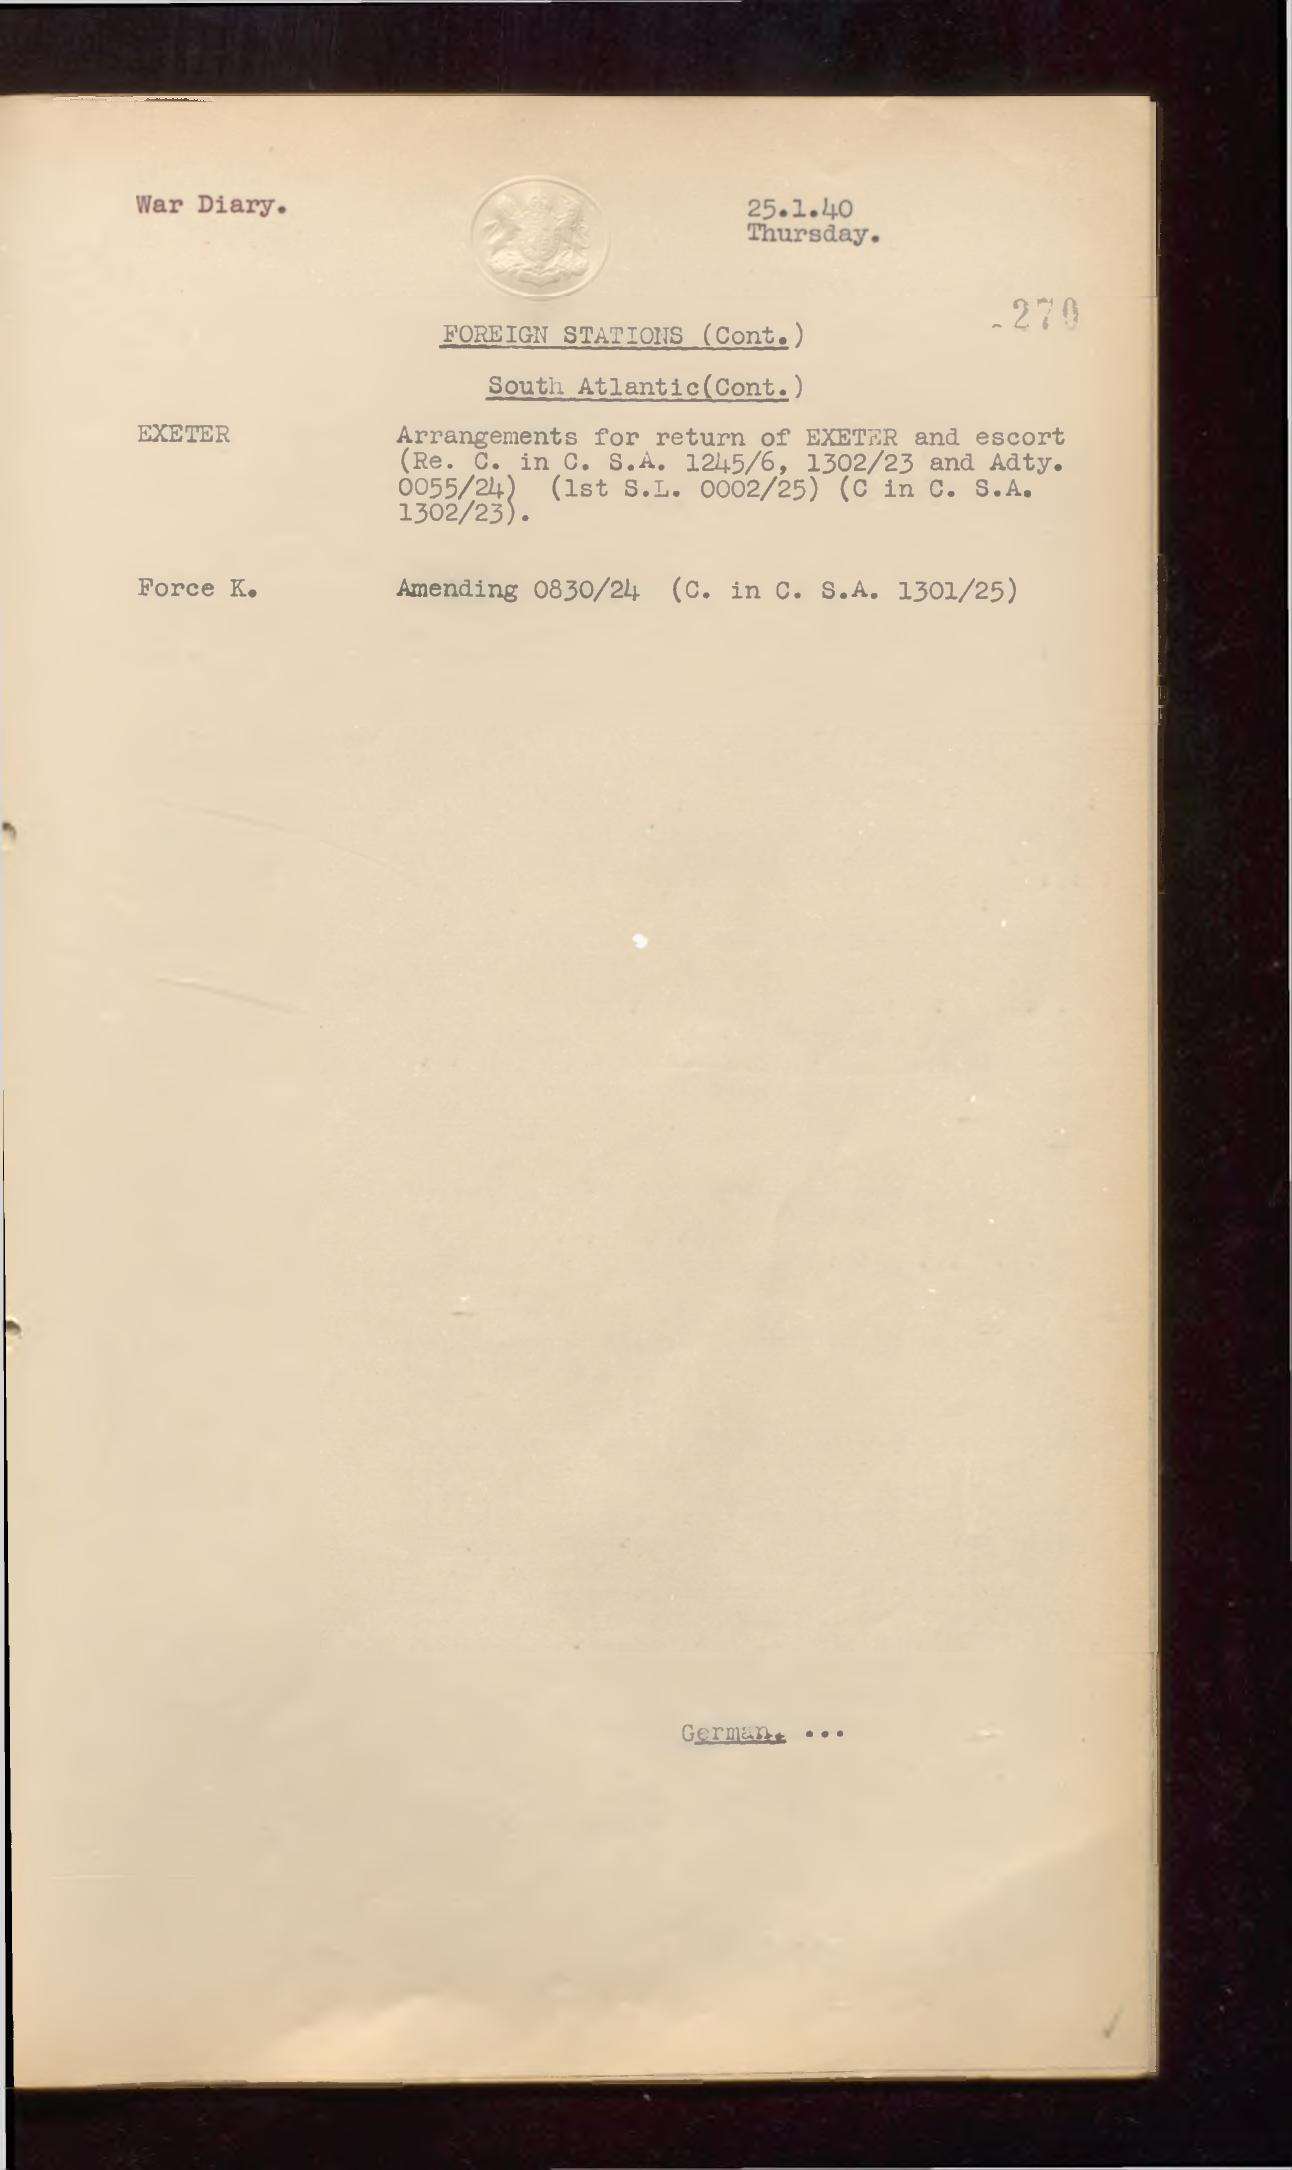 War Diary.
25.1.40
Thursday.
270
FOREIGN STATIONS (Cont.)
South Atlantic(Cont.)
EXETER
Arrangements for return of EXETER and escort
(Re. C. in C. S.A. 1245/6, 1302/23 and Adty.
0055/24) (1st S.L. 0002/25) (C in C. S.A.
1302/23).
Force K.
Amending 0830/24 (C. in C. S.A. 1301/25)
German. ...